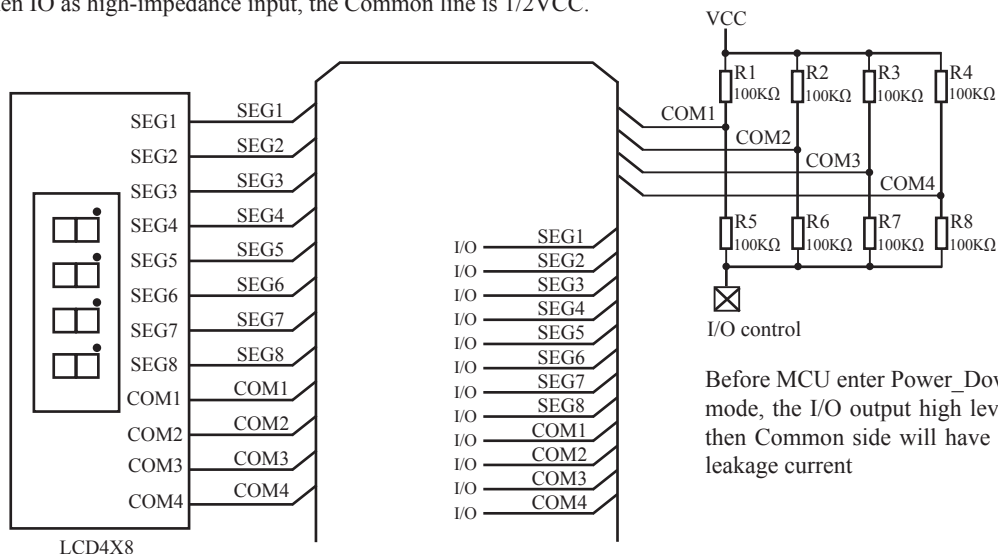 IO as high-impedance input, the Common line is 1/2VCC.
VCC
R1
100KΩ
R2
100KΩ
R3
100KΩ
R4
100KΩ
COM1
COM2
COM3
COM4
R5
100KΩ
R6
100KΩ
R7
100KΩ
R8
100KΩ
I/O control
Before MCU enter
mode, the I/O output high
then Common side will have
leakage current
SEG1
SEG2
SEG3
SEG4
SEG5
SEG6
SEG7
SEG8
COM1
COM2
COM3
COM4
LCD4X8
SEG1
SEG2
SEG3
SEG4
SEG5
SEG6
SEG7
SEG8
COM1
COM2
COM3
COM4
I/O SEG1
I/O SEG2
I/O SEG3
I/O SEG4
I/O SEG5
I/O SEG6
I/O SEG7
I/O SEG8
I/O COM1
I/O COM2
I/O COM3
I/O COM4